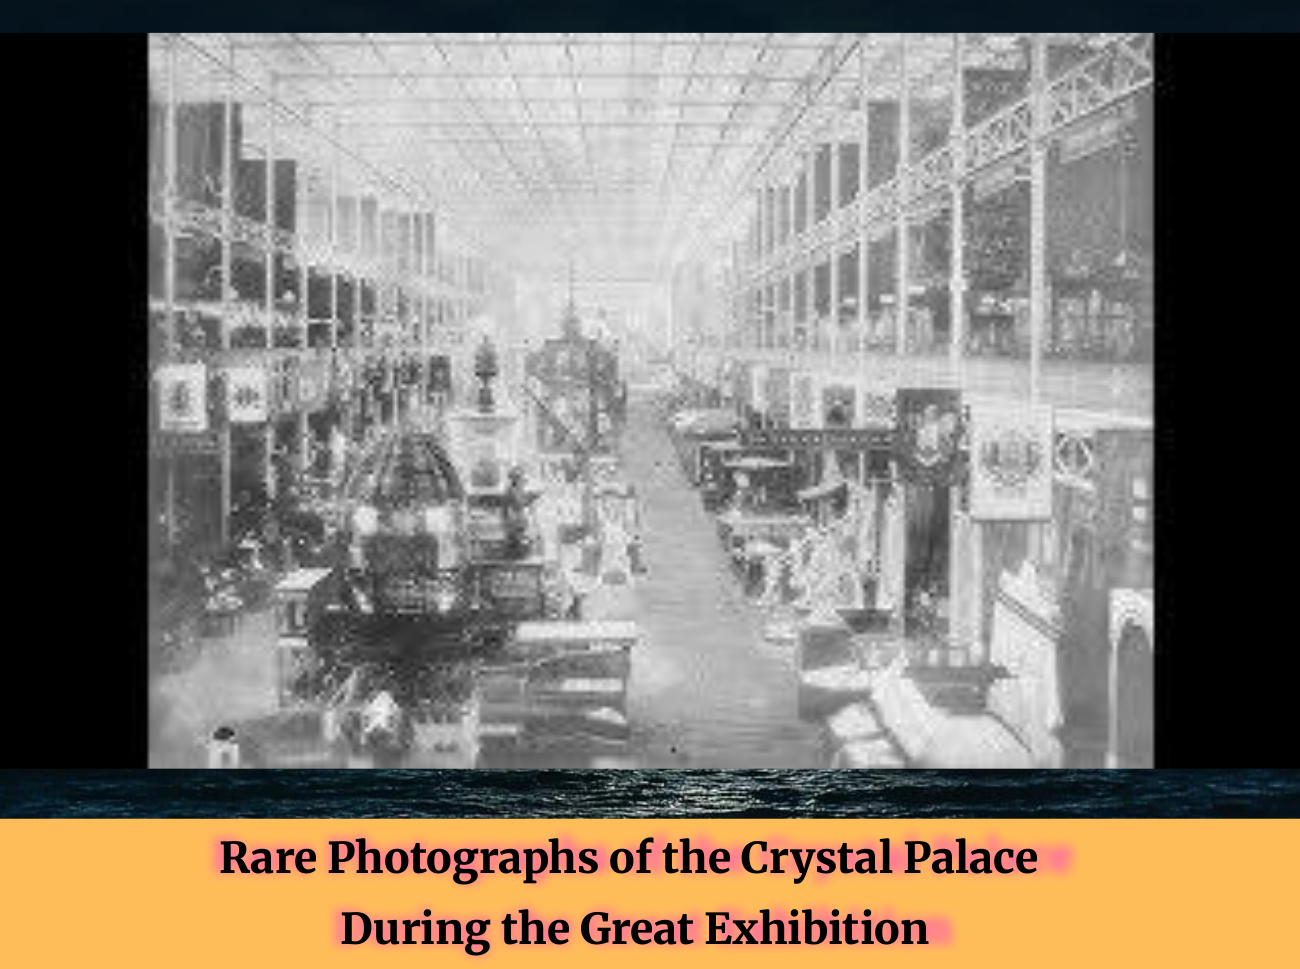 Rare Photographs of the Crystal Palace
During the Great Exhibition